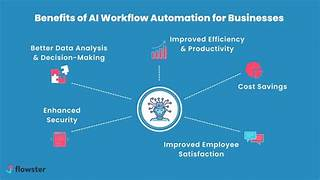 Benefits of AI Workflow Automation for Businesses
Better Data Analysis
& Decision-Making
Improved Efficiency
& Productivity
Cost Savings
Enhanced
Security
Improved Employee
Satisfaction
flowster